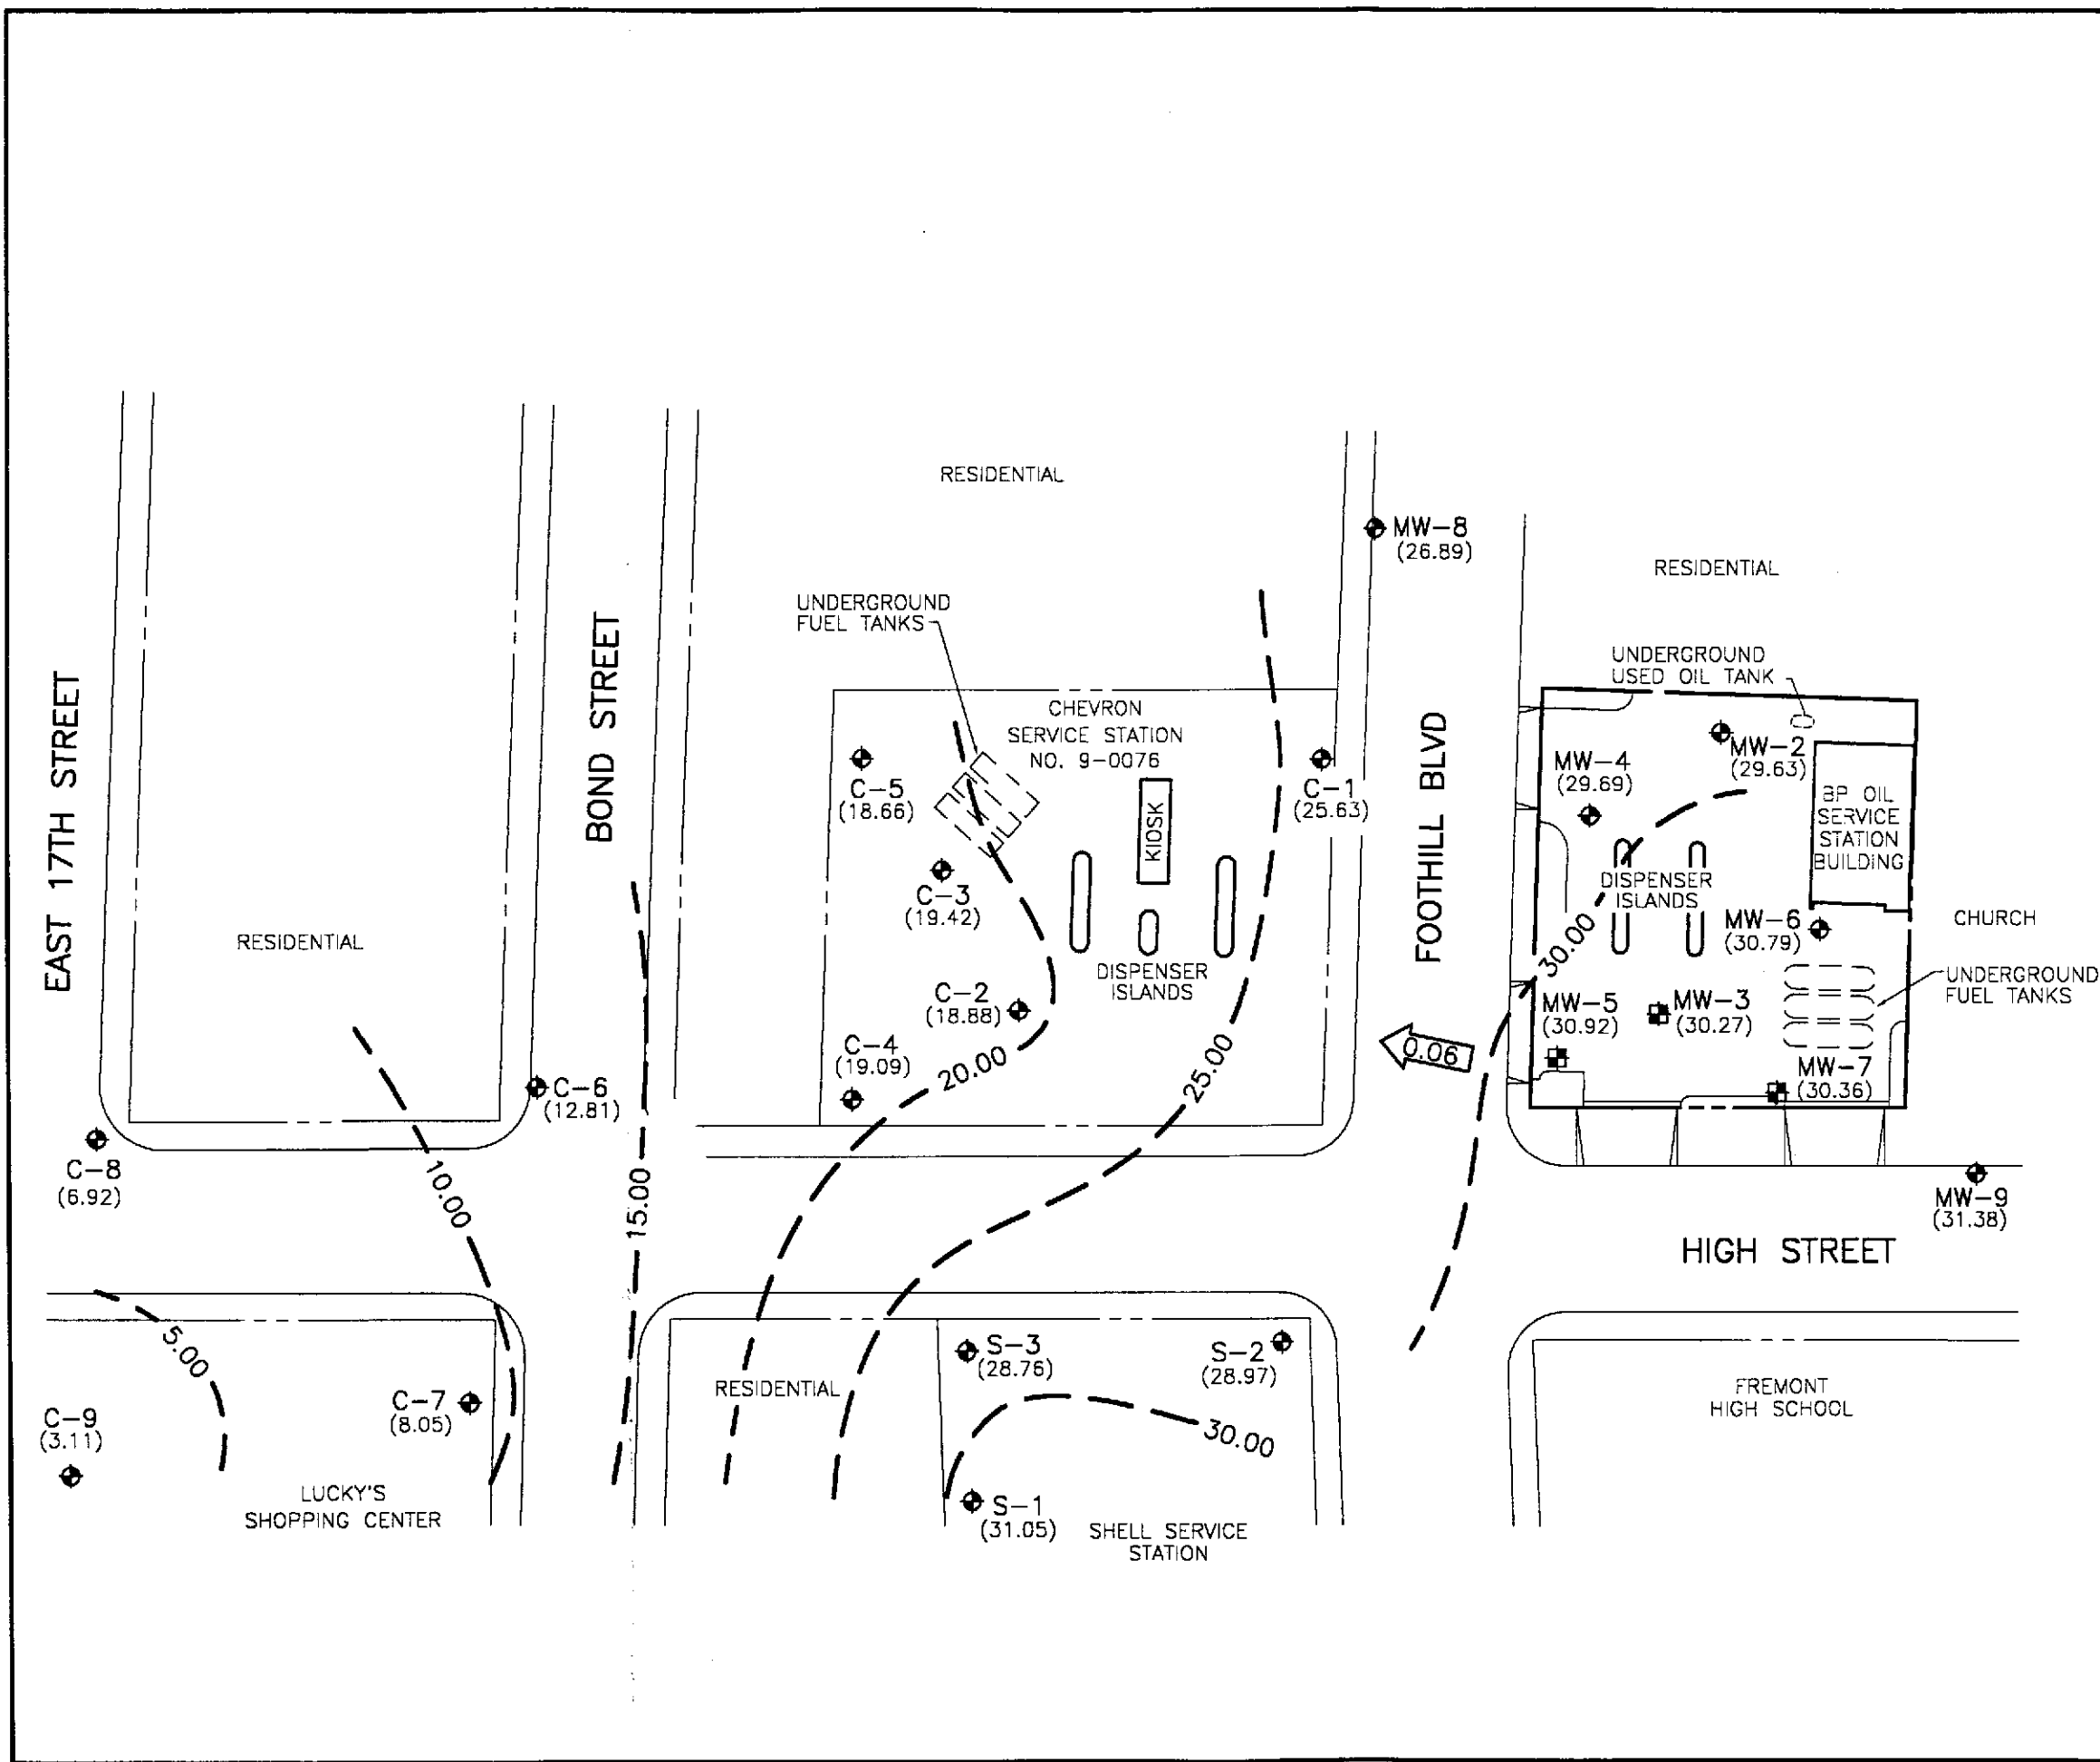 RESIDENTIAL
MW-8
(26.89)
RESIDENTIAL
UNDERGROUND
FUEL TANKS
UNDERGROUND
USED OIL TANK
EAST 17TH STREET
BOND STREET
FOOTHILL BLVD
CHEVRON
SERVICE STATION
NO. 9-0076
KIOSK
C-5
(18.66)
C-1
(25.63)
MW-4
(29.69)
MW-2
(29.63)
BP OIL
SERVICE
STATION
BUILDING
C-3
(19.42)
DISPENSER
ISLANDS
RESIDENTIAL
MW-6
(30.79)
CHURCH
30.00
DISPENSER
ISLANDS
UNDERGROUND
FUEL TANKS
C-2
(18.88)
MW-5
(30.92)
MW-3
(30.27)
C-4
(19.09)
20.00
25.00
0.06
MW-7
(30.36)
C-6
(12.81)
C-8
(6.92)
10.00
15.00
MW-9
(31.38)
HIGH STREET
5.00
S-3
(28.76)
S-2
(28.97)
RESIDENTIAL
FREMONT
HIGH SCHOOL
C-7
(8.05)
C-9
(3.11)
30.00
LUCKY'S
SHOPPING CENTER
S-1
(31.05)
SHELL SERVICE
STATION